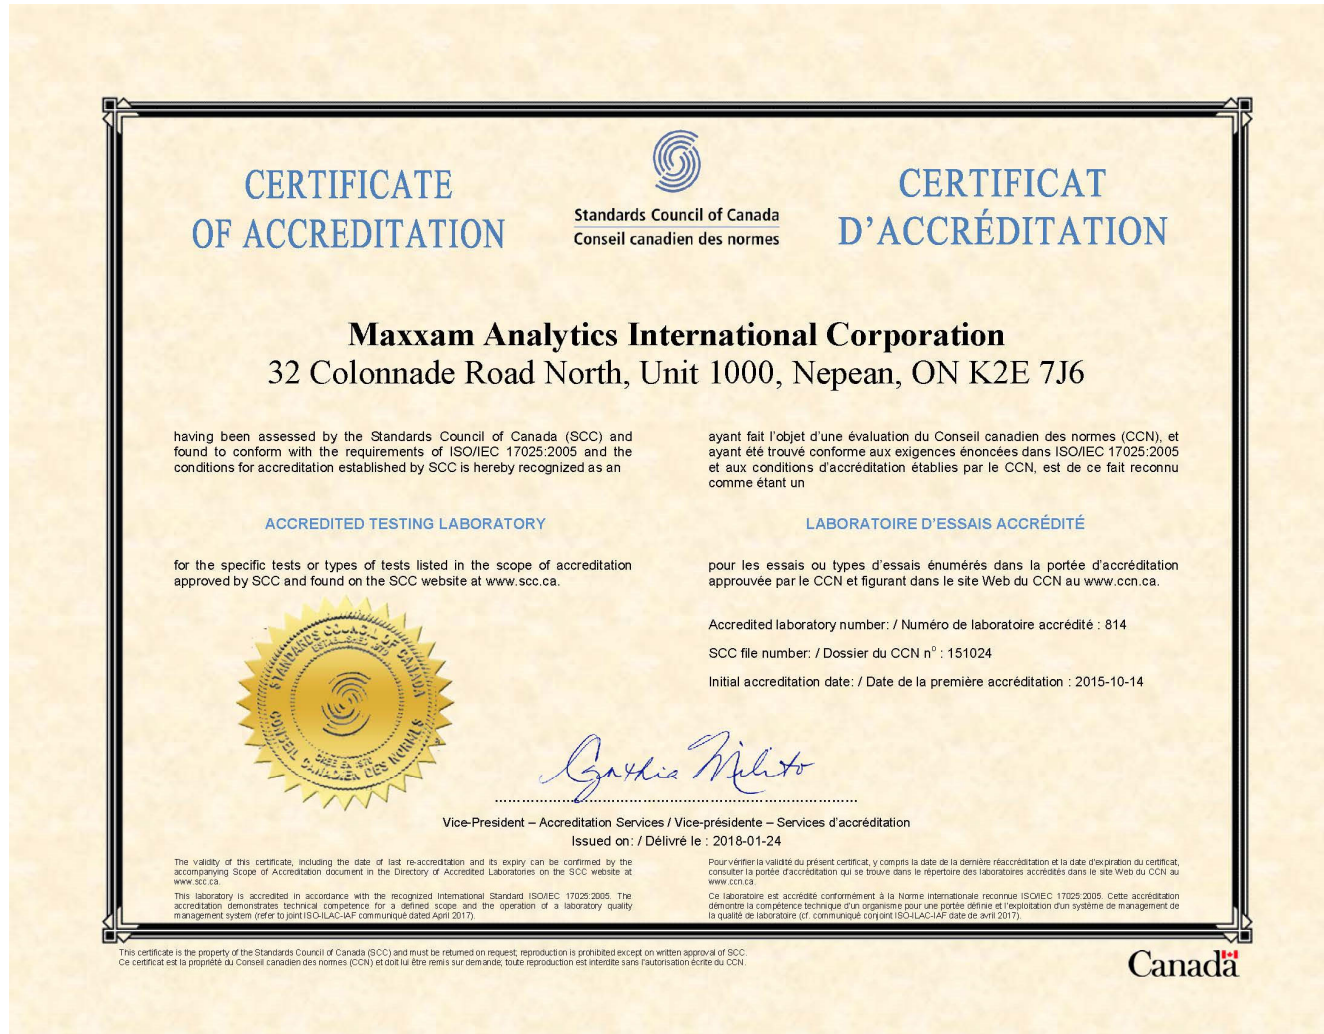 CERTIFICATE
OF ACCREDITATION
Standards Council of Canada
Conseil canadien des normes
CERTIFICAT
D'ACCRÉDITATION
Maxxam Analytics International Corporation
32 Colonnade Road North, Unit 1000, Nepean, ON K2E 7J6
having been assessed by the Standards Council of Canada (SCC) and
found to conform with the requirements of ISO/IEC 17025:2005 and the
conditions for accreditation established by SCC is hereby recognized as an
ACCREDITED TESTING LABORATORY
for the specific tests or types of tests listed in the scope of accreditation
approved by SCC and found on the SCC website at www.scc.ca.
ayant fait l'objet d'une évaluation du Conseil canadien des normes (CCN), et
ayant été trouvé conforme aux exigences énoncées dans ISO/IEC 17025:2005
et aux conditions d'accréditation établies par le CCN, est de ce fait reconnu
comme étant un
LABORATOIRE D'ESSAIS ACCRÉDITÉ
pour les essais ou types d'essais énumérés dans la portée d'accréditation
approuvée par le CCN et figurant dans le site Web du CCN au www.ccn.ca.
Accredited laboratory number: / Numéro de laboratoire accrédité : 814
SCC file number: / Dossier du CCN n° : 151024
Initial accreditation date: / Date de la première accréditation : 2015-10-14
STANDARDS COUNCIL OF CANADA
ESTABLISHED 1970
CRÉÉ EN 1970
CONSEIL CANADIEN DES NORMES
Cynthia Milito
Vice-President – Accreditation Services / Vice-présidente – Services d'accréditation
Issued on: / Délivré le : 2018-01-24
The validity of this certificate, including the date of last re-accreditation and its expiry can be confirmed by the
accompanying Scope of Accreditation document in the Directory of Accredited Laboratories on the SCC website at
www.scc.ca.
This laboratory is accredited in accordance with the recognized International Standard ISO/IEC 17025:2005. The
accreditation demonstrates technical competence for a defined scope and the operation of a laboratory quality
management system (refer to joint ISO-ILAC-IAF communiqué dated April 2017).
Pour vérifier la validité du présent certificat, y compris la date de la dernière réaccréditation et la date d'expiration du certificat,
consulter la portée d'accréditation qui se trouve dans le répertoire des laboratoires accrédités dans le site Web du CCN au
www.ccn.ca.
Ce laboratoire est accrédité conformément à la Norme internationale reconnue ISO/IEC 17025:2005. Cette accréditation
démontre la compétence technique d'un organisme pour une portée définie et l'exploitation d'un système de management de
la qualité de laboratoire (cf. communiqué conjoint ISO-ILAC-IAF date de avril 2017).
This certificate is the property of the Standards Council of Canada (SCC) and must be returned on request; reproduction is prohibited except on written approval of SCC.
Ce certificat est la propriété du Conseil canadien des normes (CCN) et doit lui être remis sur demande; toute reproduction est interdite sans l'autorisation écrite du CCN.
Canada